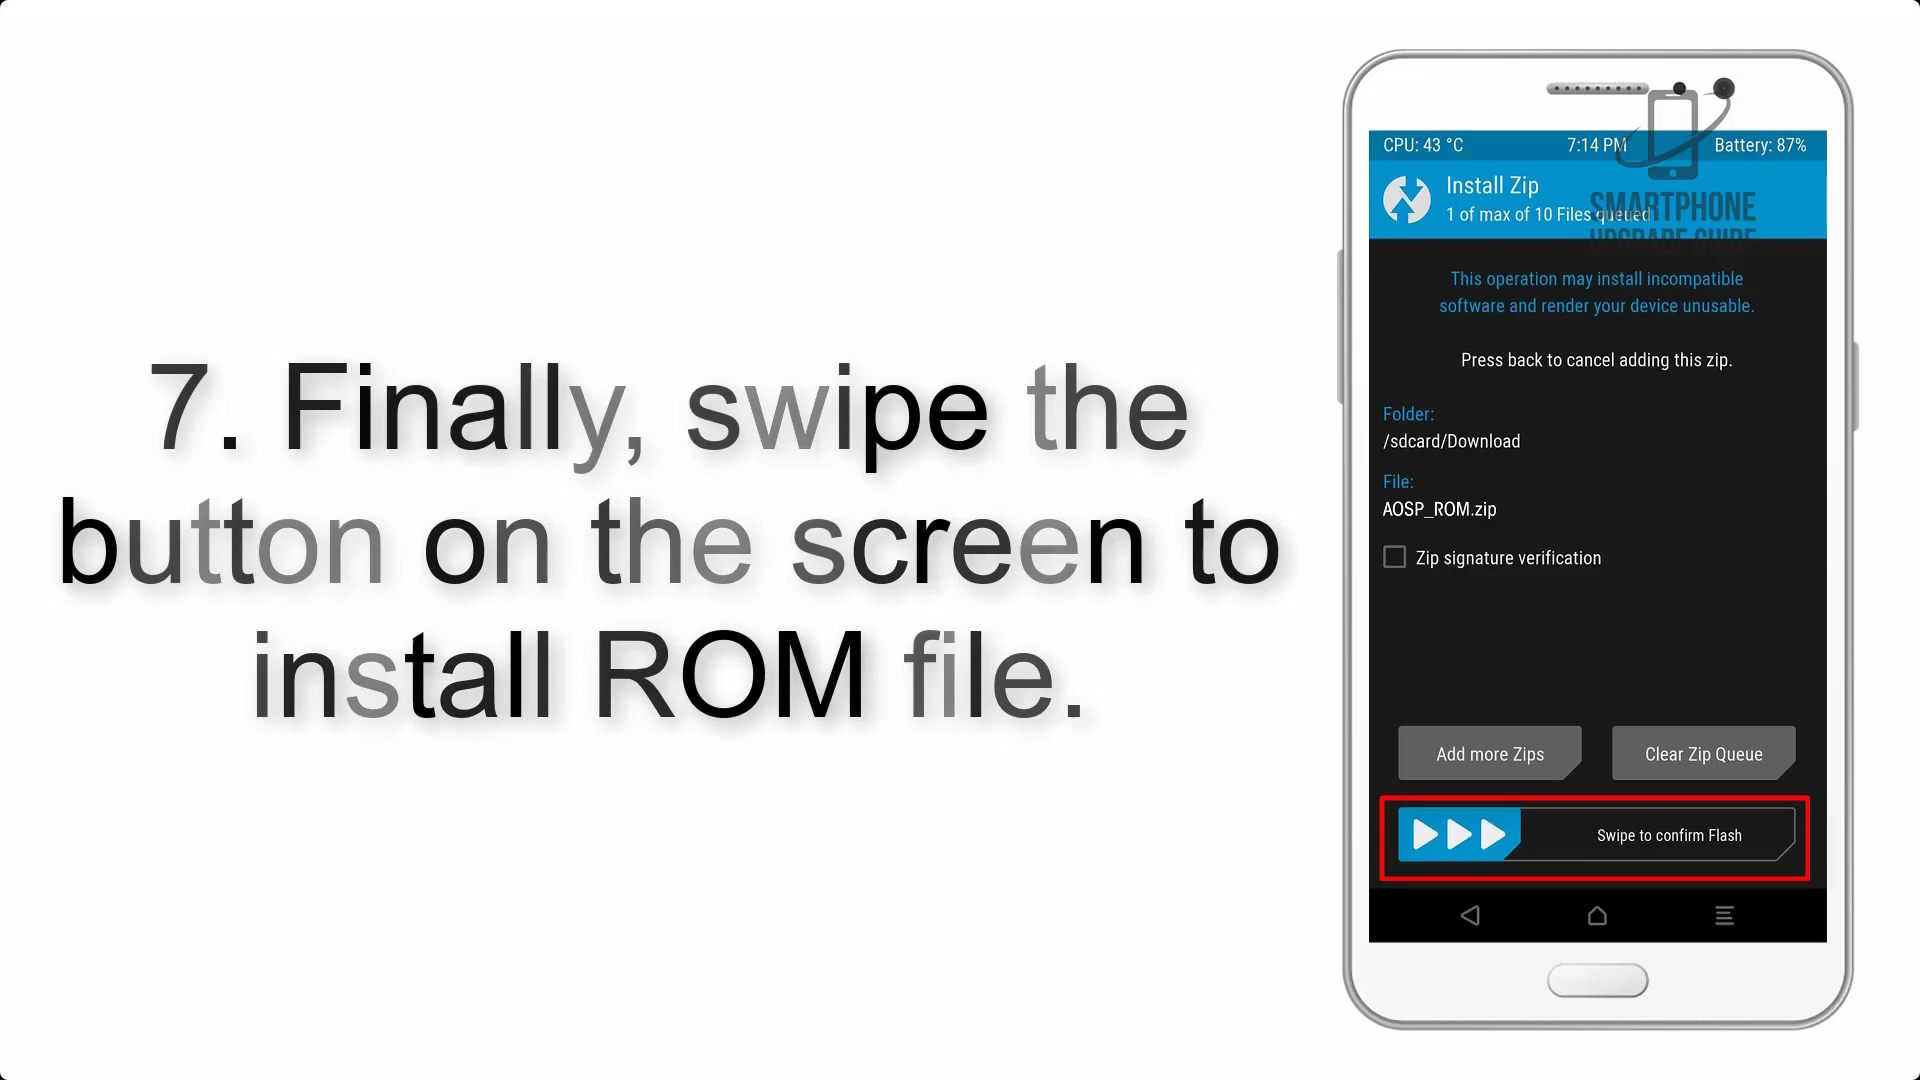 7. Finally, swipe the
button on the screen to
install ROM file.
CPU: 43 °C 7:14 PM Battery: 87%
Install Zip
1 of max of 10 Files queued
SMARTPHONE
UPGRADE GUIDE
This operation may install incompatible
software and render your device unusable.
Press back to cancel adding this zip.
Folder:
/sdcard/Download
File:
AOSP_ROM.zip
Zip signature verification
Add more Zips Clear Zip Queue
Swipe to confirm Flash